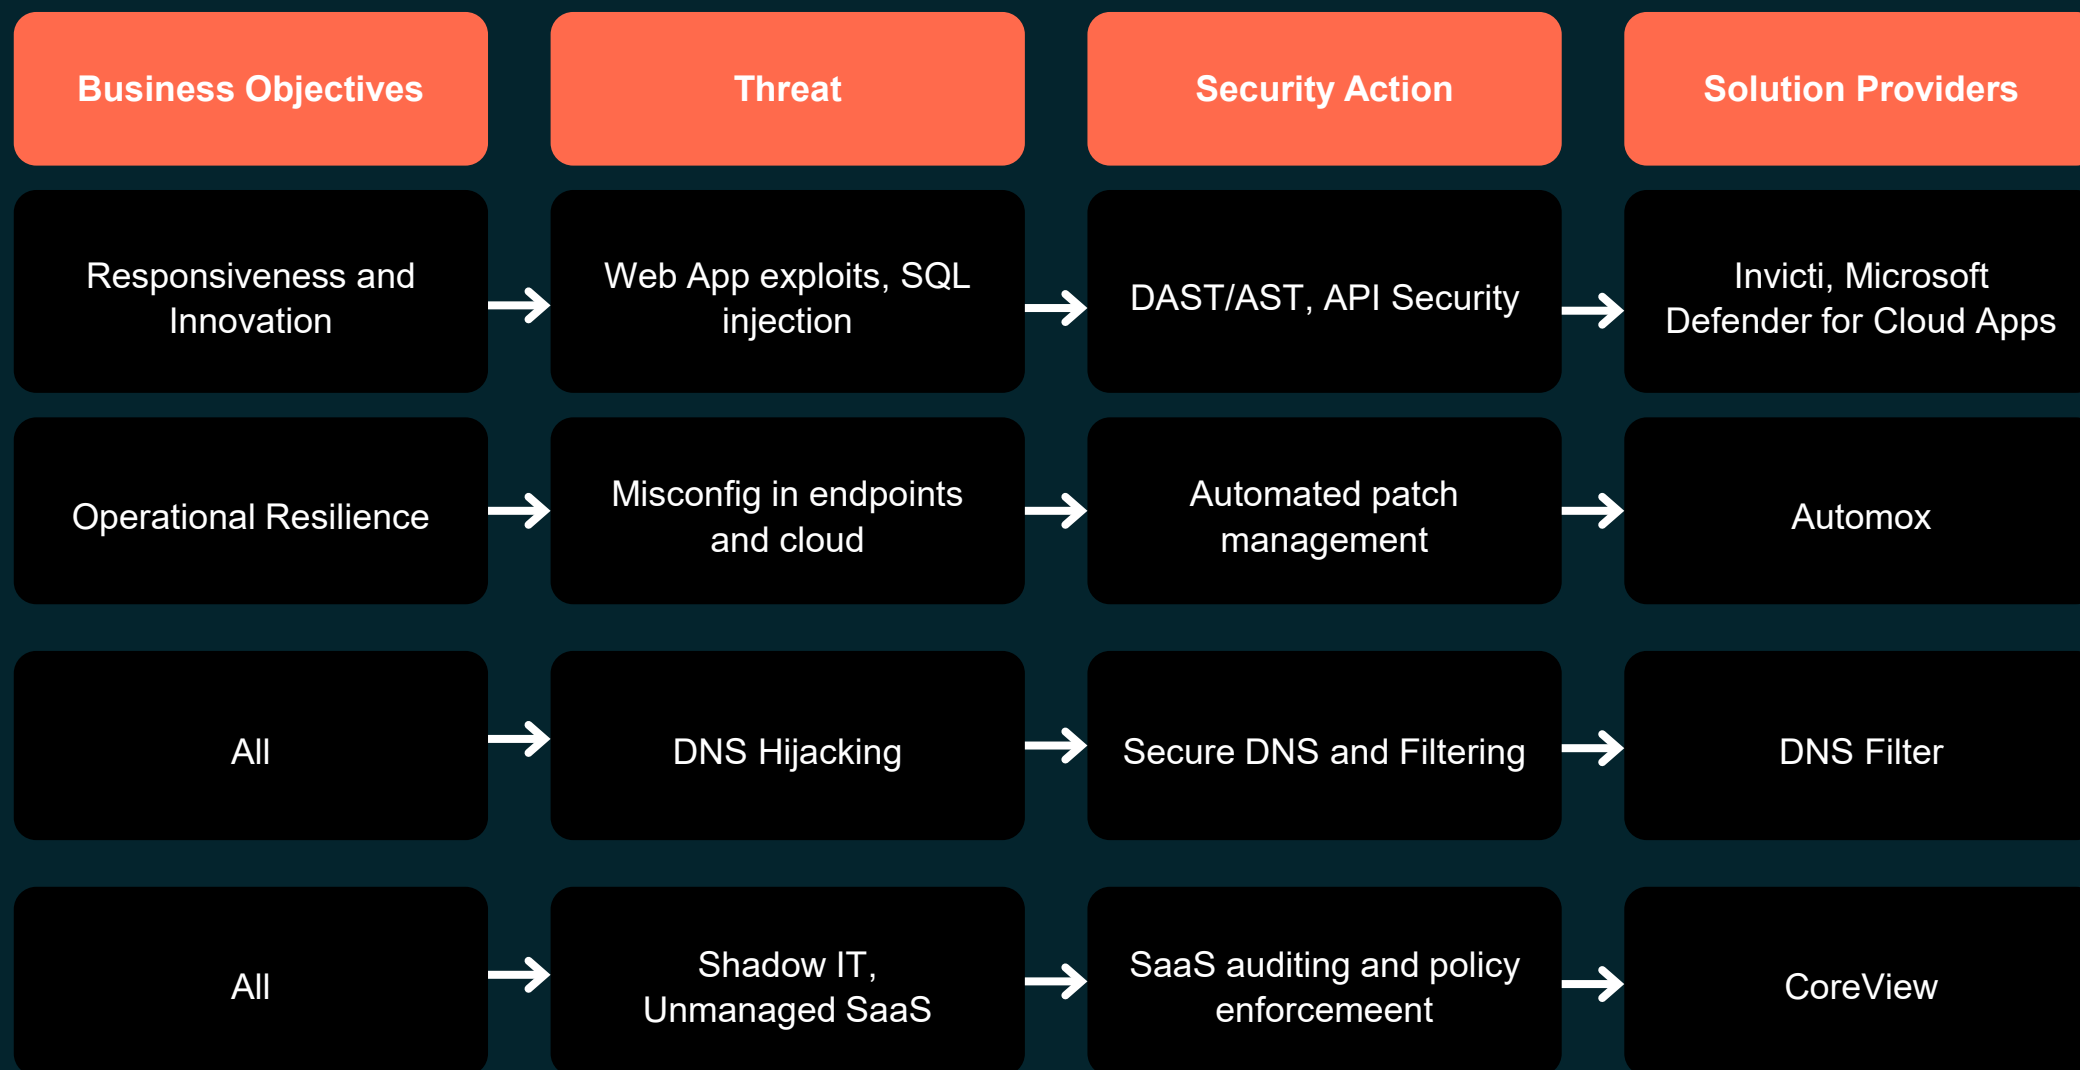 Business Objectives
Threat
Security Action
Solution Providers
Responsiveness and
Innovation
Web App exploits, SQL
injection
DAST/AST, API Security
Invicti, Microsoft
Defender for Cloud Apps
Operational Resilience
Misconfig in endpoints
and cloud
Automated patch
management
Automox
All
DNS Hijacking
Secure DNS and Filtering
DNS Filter
All
Shadow IT,
Unmanaged SaaS
SaaS auditing and policy
enforcemeent
CoreView